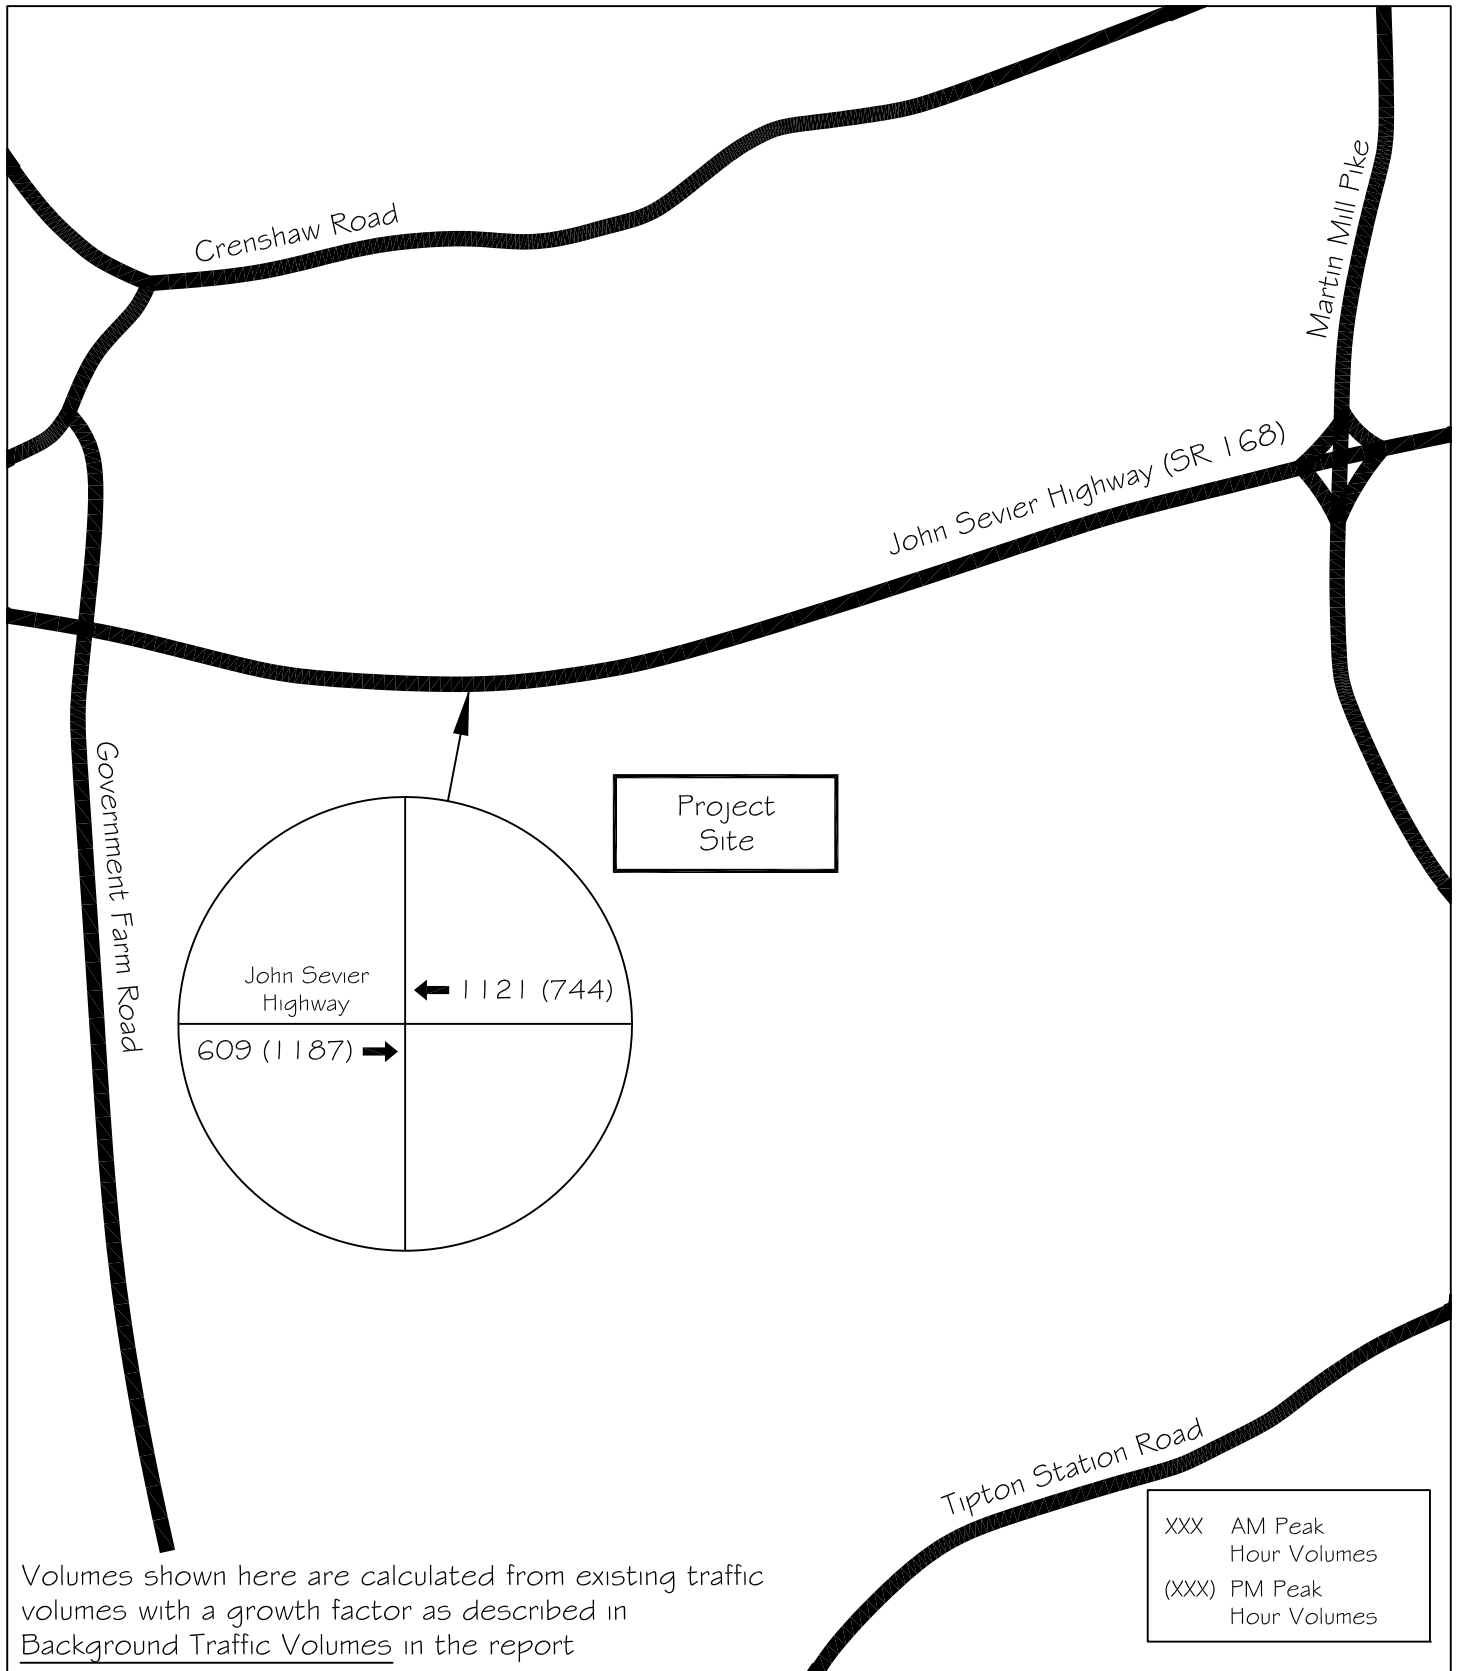 Crenshaw Road
Martin Mill Pike
John Sevier Highway (SR 168)
Government Farm Road
Project
Site
John Sevier
Highway
1121 (744)
609 (1187)
Tipton Station Road
XXX AM Peak
Hour Volumes
(XXX) PM Peak
Hour Volumes
Volumes shown here are calculated from existing traffic
volumes with a growth factor as described in
Background Traffic Volumes in the report